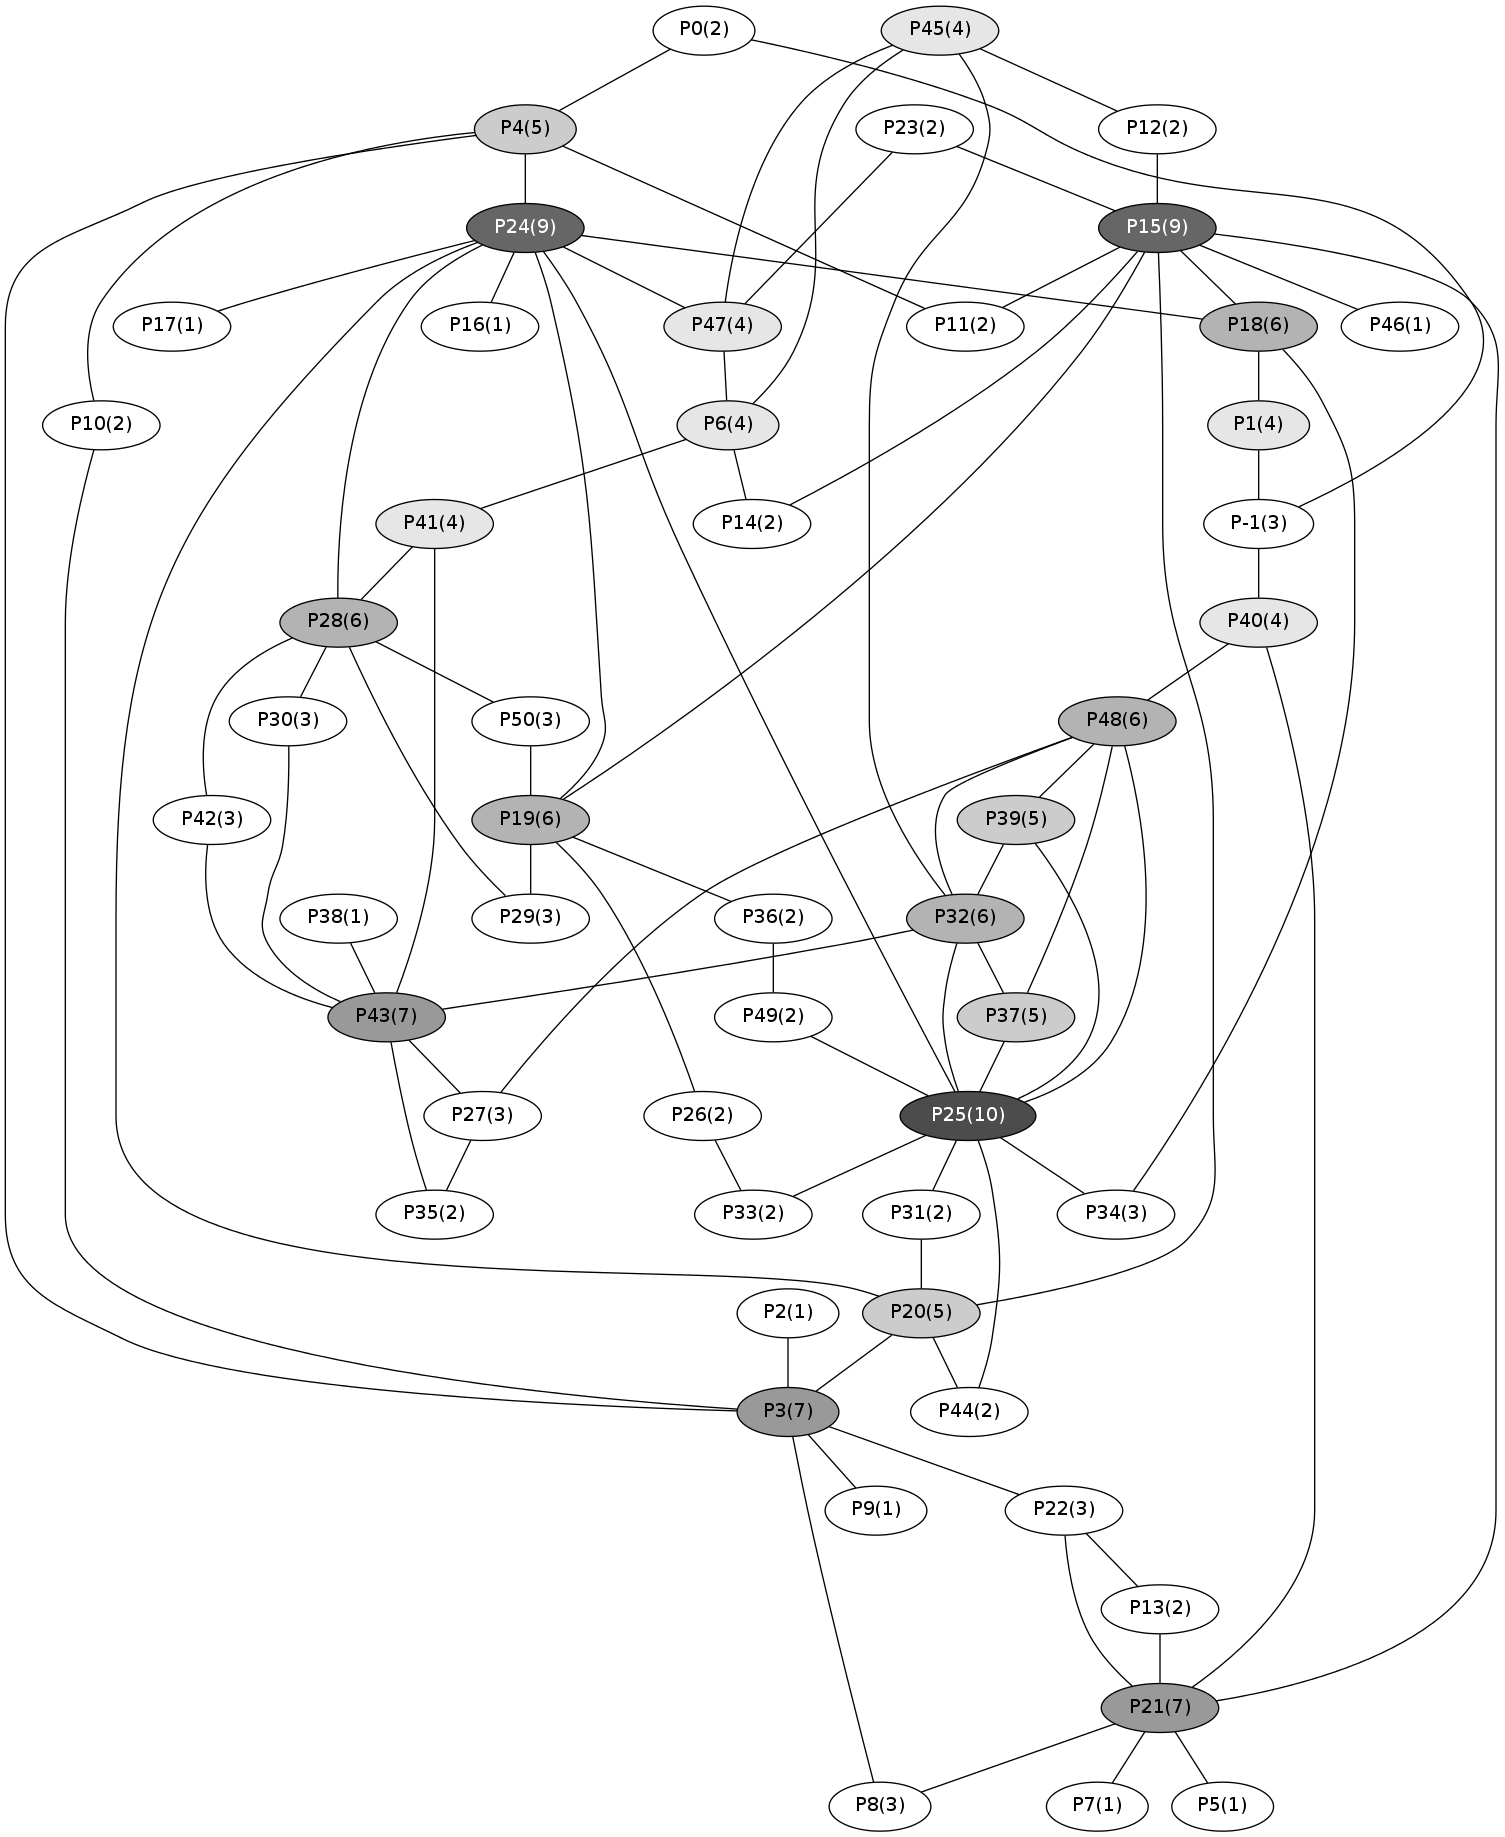 P0(2) P45(4)
P4(5) P23(2) P12(2)
P24(9) P15(9)
P17(1) P16(1) P47(4) P11(2) P18(6) P46(1)
P10(2) P6(4) P1(4)
P41(4) P14(2) P-1(3)
P28(6) P40(4)
P30(3) P50(3) P48(6)
P42(3) P19(6) P39(5)
P38(1) P29(3) P36(2) P32(6)
P43(7) P49(2) P37(5)
P27(3) P26(2) P25(10)
P35(2) P33(2) P31(2) P34(3)
P2(1) P20(5)
P3(7) P44(2)
P9(1) P22(3)
P13(2)
P21(7)
P8(3) P7(1) P5(1)